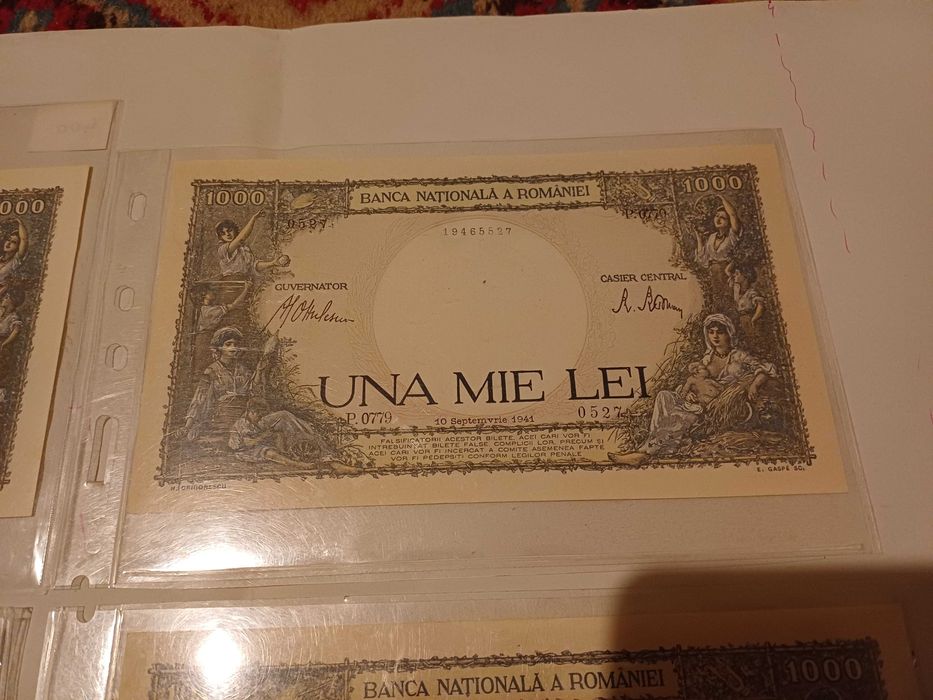 000
1000
BANCA NAȚIONALĂ A ROMÂNIEI
1000
0527
P.0779
19465527
GUVERNATOR
CASIER CENTRAL
UNA MIE LEI
P.0779
10 Septemvrie 1941
0527
FALSIFICATORII ACESTOR BILETE, ACEI CARI VOR FI
INTREBUINȚAT BILETE FALSE COMPLICII LOR, PRECUM ȘI
ACEI CARI VOR FI INCERCAT A COMITE ASEMENEA FAPTE
VOR FI PEDEPSIȚI CONFORM LEGILOR PENALE
N. GRIGORESCU
E. GASPÉ SC.
BANCA NAȚIONALĂ A ROMÂNIEI
1000